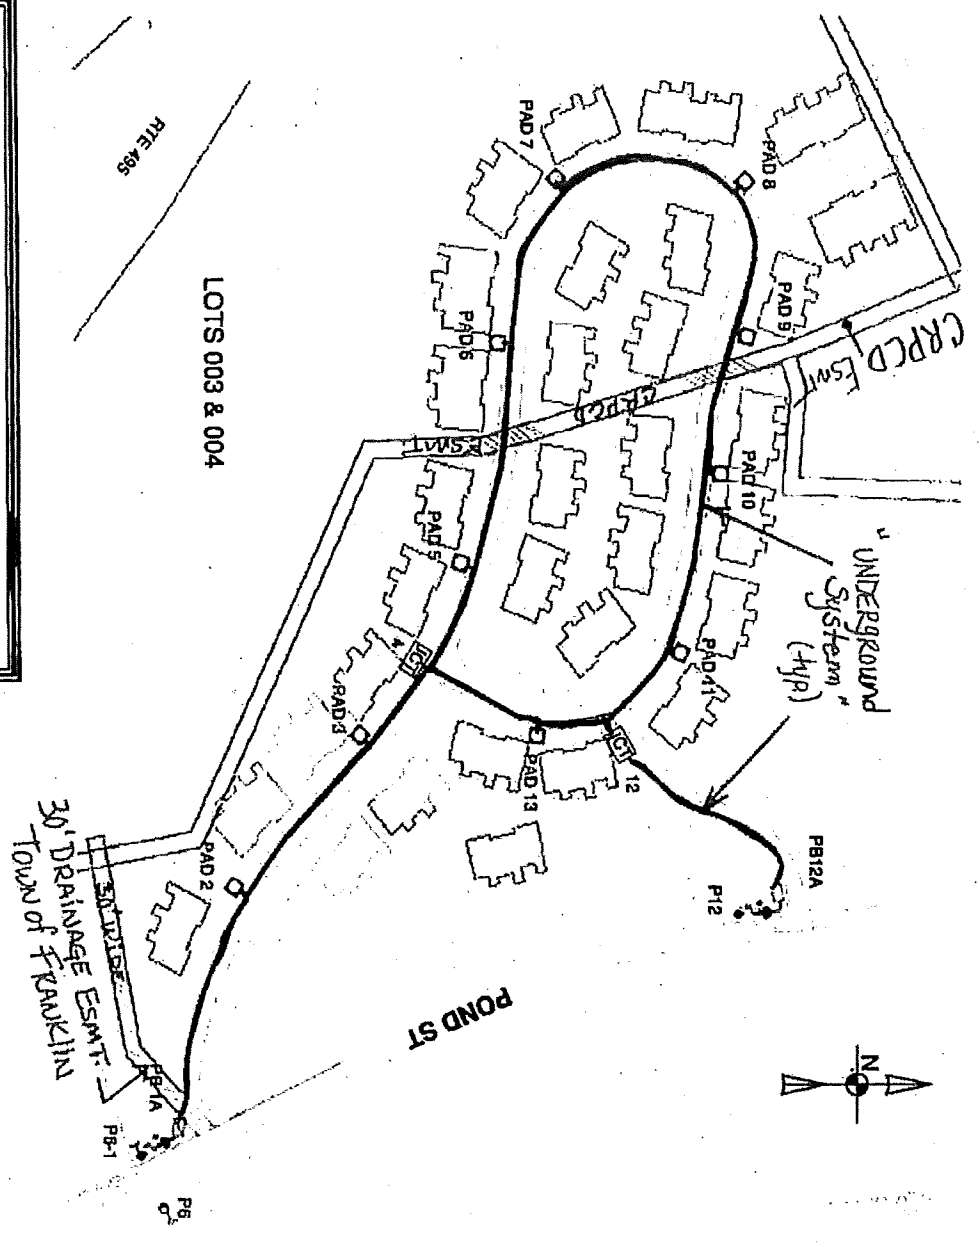 RTE 495
LOTS 003 & 004
PAD 7
PAD 8
PAD 6
PAD 9
CRPCD ESMT
CRPCD
ESMT
PAD 10
PAD 5
"UNDERGROUND
System"
(typ)
4
CT
PAD 3
PAD 11
CT
12
PAD 13
PAD 2
PB12A
P12
POND ST
30' WIDE
30' DRAINAGE ESMT.
TOWN OF FRANKLIN
PB-1A
PB-1
P6
N